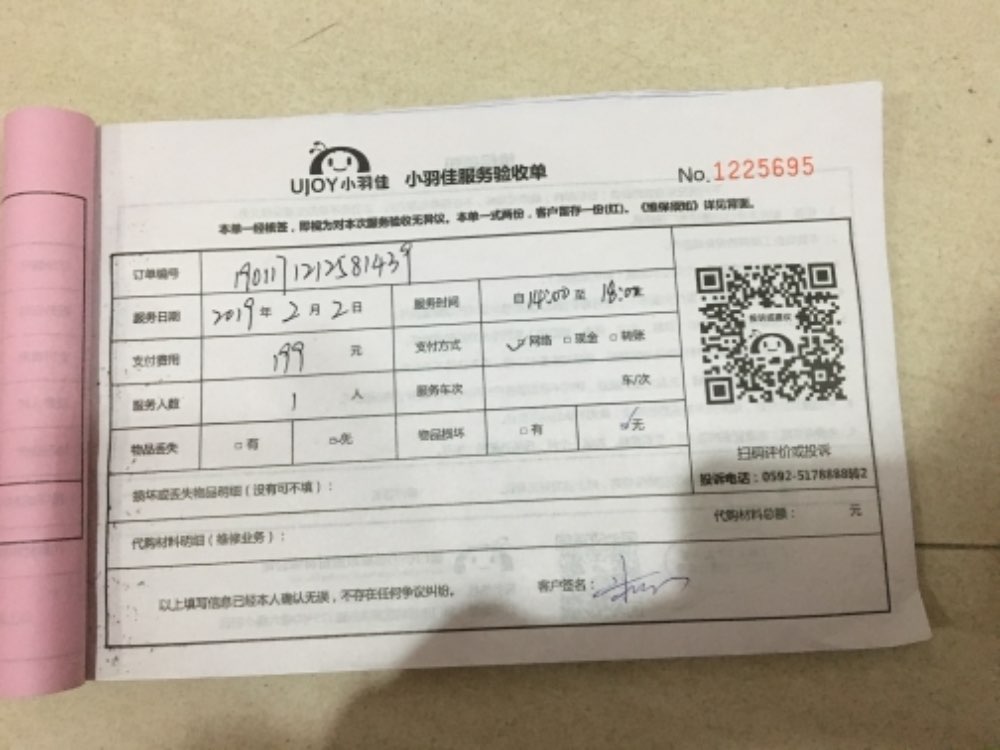 UJOY小羽佳 小羽佳服务验收单 No.1225695
本单一经接签，即视为对本次服务验收无异议。本单一式两份，客户留存一份(红)。《维保须知》详见背面。
订单编号 190117121258143９
服务日期 2019年2月2日 服务时间 自14:00至18:00
支付费用 199元 支付方式 网络 现金 转账
服务人数 1人 服务车次 车/次
物品丢失 有 无 物品损坏 有 无
扫码评价或投诉
投诉电话：0592-5178888转2
损坏或丢失物品明细（没有可不填）：
代购材料明细（维修业务）： 代购材料总额： 元
以上填写信息已经本人确认无误，不存在任何争议纠纷。 客户签名：